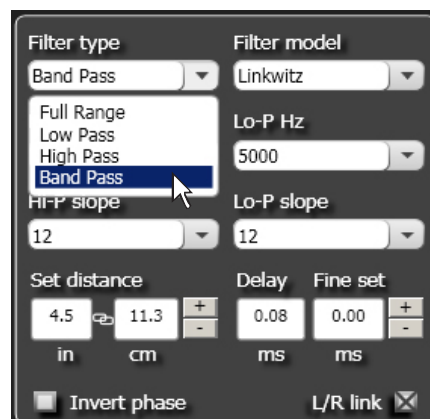 Filter type Filter model
Band Pass Linkwitz
Full Range
Low Pass Lo-P Hz
High Pass 5000
Band Pass
Hi-P slope Lo-P slope
12 12
Set distance Delay Fine set
4.5 11.3 + - 0.08 0.00 + -
in cm ms ms
Invert phase L/R link